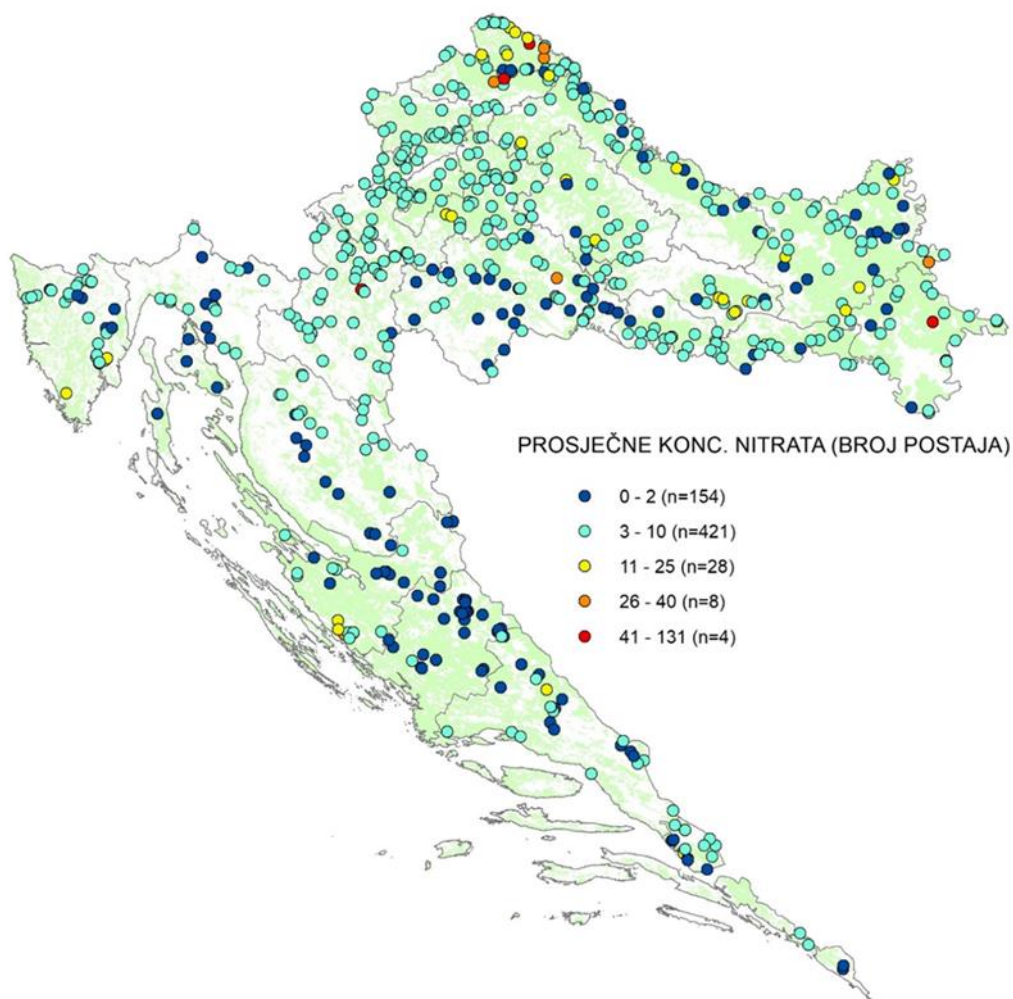 PROSJEČNE KONC. NITRATA (BROJ POSTAJA)
0 - 2 (n=154)
3 - 10 (n=421)
11 - 25 (n=28)
26 - 40 (n=8)
41 - 131 (n=4)